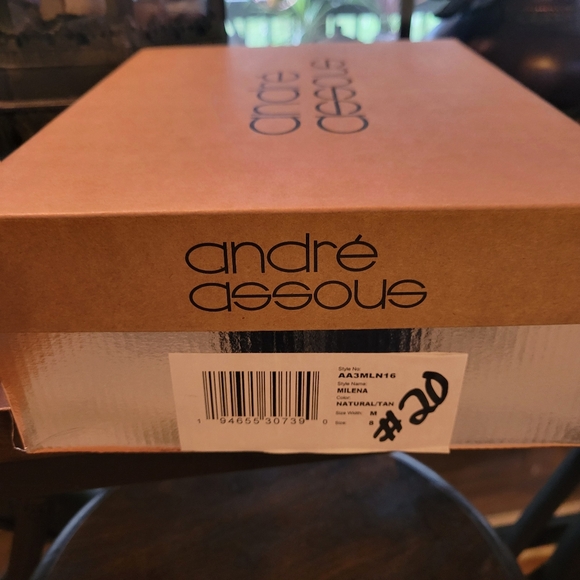 andré
assous
andré
assous
Style No:
AA3MLN16
Style Name:
MILENA
Color:
NATURAL/TAN
Size Width: M
Size: 8
1 94655 30739 0
#20